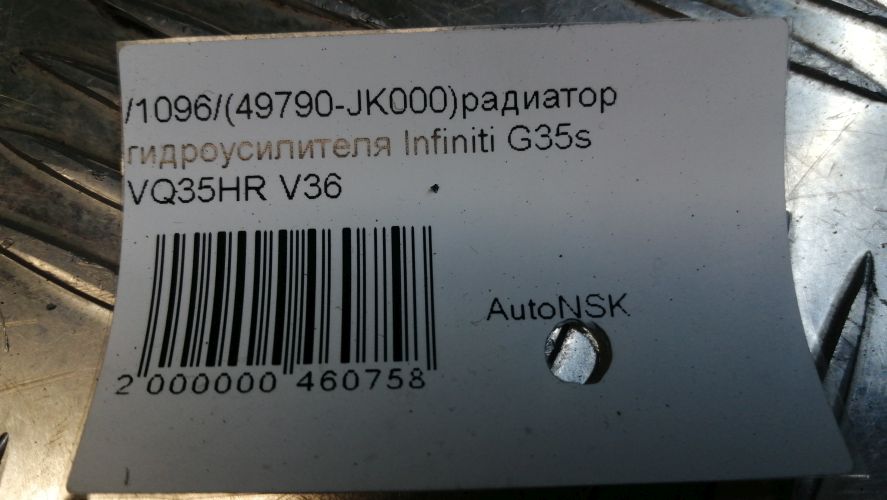 /1096/(49790-JK000)радиатор
гидроусилителя Infiniti G35s
VQ35HR V36
AutoNSK
2 000000 460758